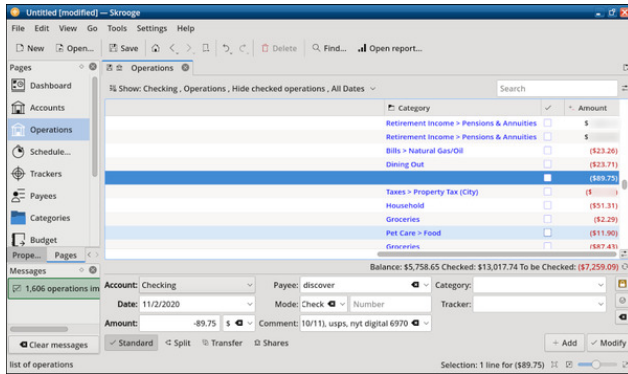 Untitled [modified] — Skrooge
File Edit View Go Tools Settings Help
New Open... Save Delete Find... Open report...
Pages
Operations
Dashboard
Accounts
Operations
Schedule...
Trackers
Payees
Categories
Budget
Prope... Pages
Show: Checking , Operations , Hide checked operations , All Dates
Search
Category ✓ Amount
Retirement Income > Pensions & Annuities $
Retirement Income > Pensions & Annuities $
Bills > Natural Gas/Oil ($23.26)
Dining Out ($23.71)
($89.75)
Taxes > Property Tax (City) ($
Household ($51.31)
Groceries ($2.29)
Pet Care > Food ($11.90)
Groceries ($87.43)
Balance: $5,758.65 Checked: $13,017.74 To be Checked: ($7,259.09)
Messages
1,606 operations im
Clear messages
Account: Checking Payee: discover Category:
Date: 11/2/2020 Mode: Check Number Tracker:
Amount: -89.75 $ Comment: 10/11), usps, nyt digital 6970
Standard Split Transfer Shares + Add Modify
list of operations
Selection: 1 line for ($89.75)